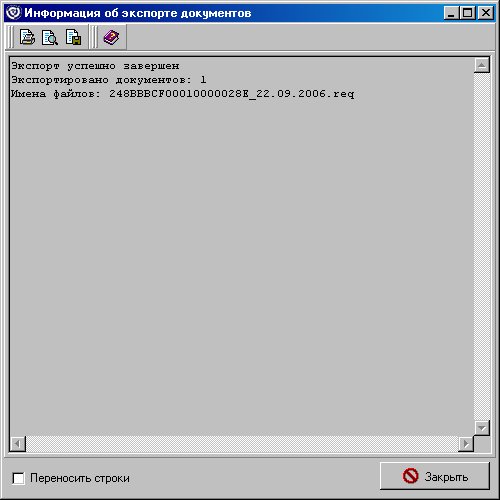 Информация об экспорте документов
Экспорт успешно завершен
Экспортировано документов: 1
Имена файлов: 248BBBCF00010000028E_22.09.2006.req
Переносить строки
Закрыть